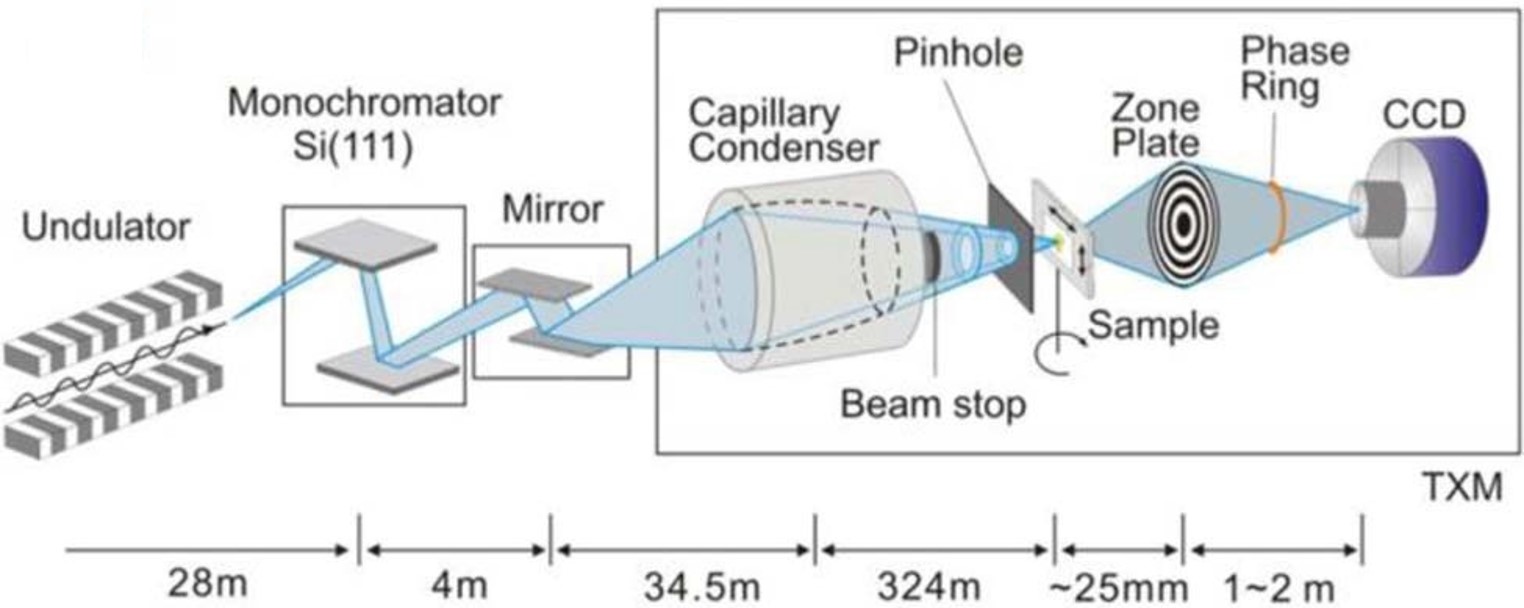 Undulator
Monochromator
Si(111)
Mirror
Capillary
Condenser
Pinhole
Beam stop
Sample
Zone
Plate
Phase
Ring
CCD
TXM
28m
4m
34.5m
324m
~25mm
1~2 m